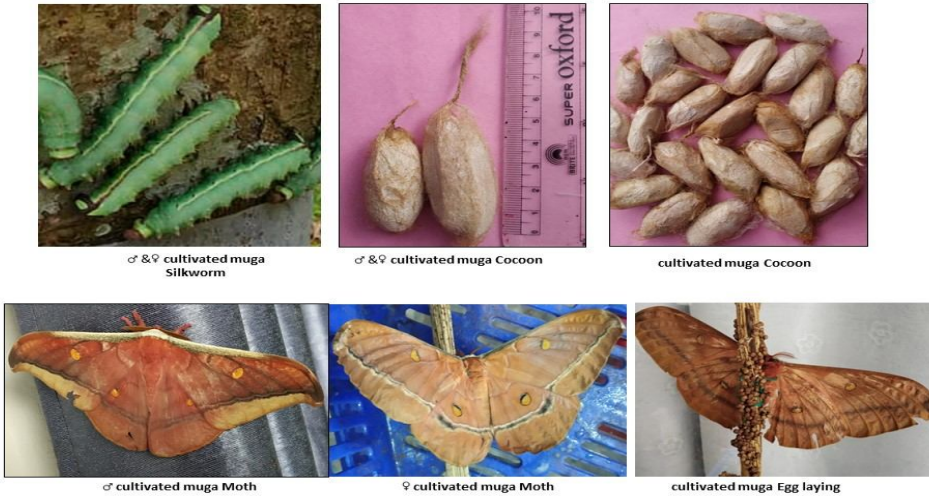 SUPER oxford
♂ &♀ cultivated muga
Silkworm
♂ &♀ cultivated muga Cocoon
cultivated muga Cocoon
♂ cultivated muga Moth
♀ cultivated muga Moth
cultivated muga Egg laying